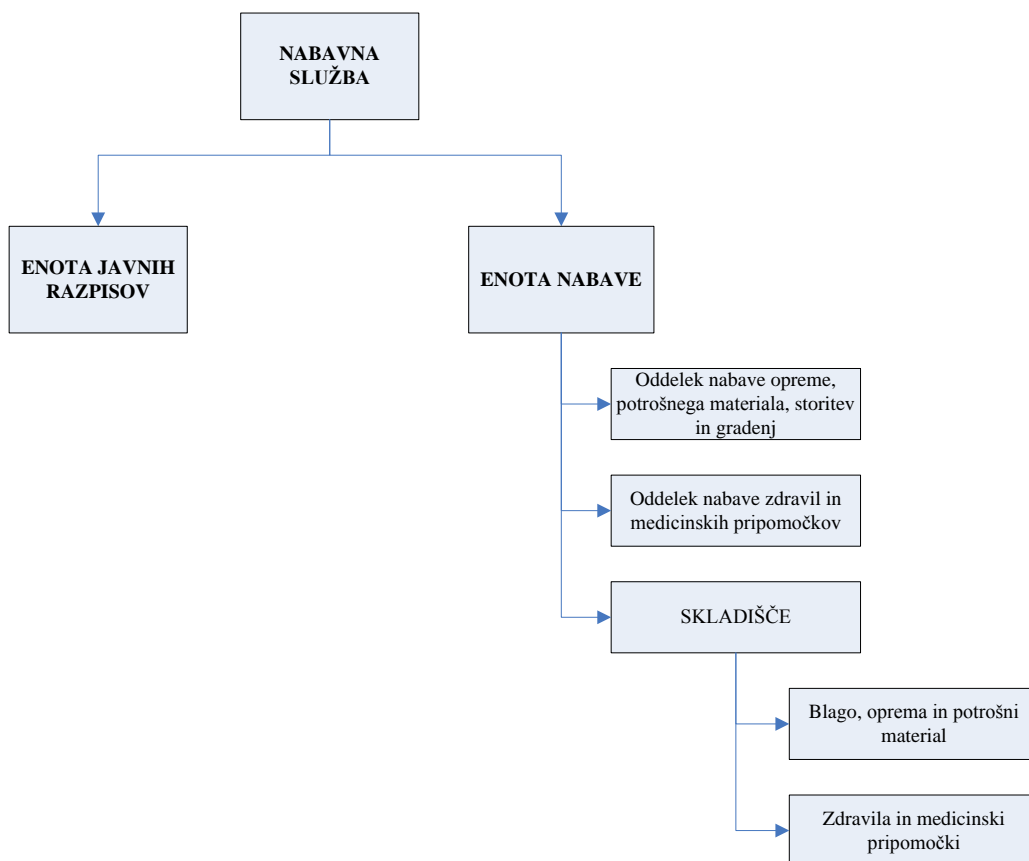 NABAVNA
SLUŽBA
ENOTA JAVNIH
RAZPISOV
ENOTA NABAVE
Oddelek nabave opreme,
potrošnega materiala, storitev
in gradenj
Oddelek nabave zdravil in
medicinskih pripomočkov
SKLADIŠČE
Blago, oprema in potrošni
material
Zdravila in medicinski
pripomočki